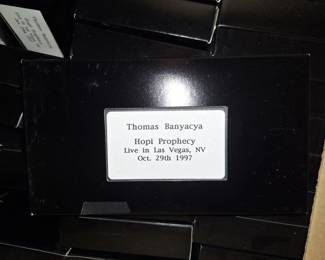 Thomas Banyacya
Hopi Prophecy
Live in Las Vegas, NV
Oct. 29th 1997